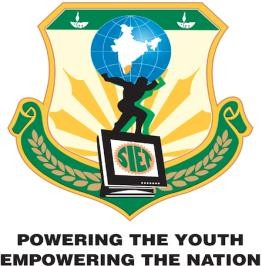 SIET
POWERING THE YOUTH
EMPOWERING THE NATION